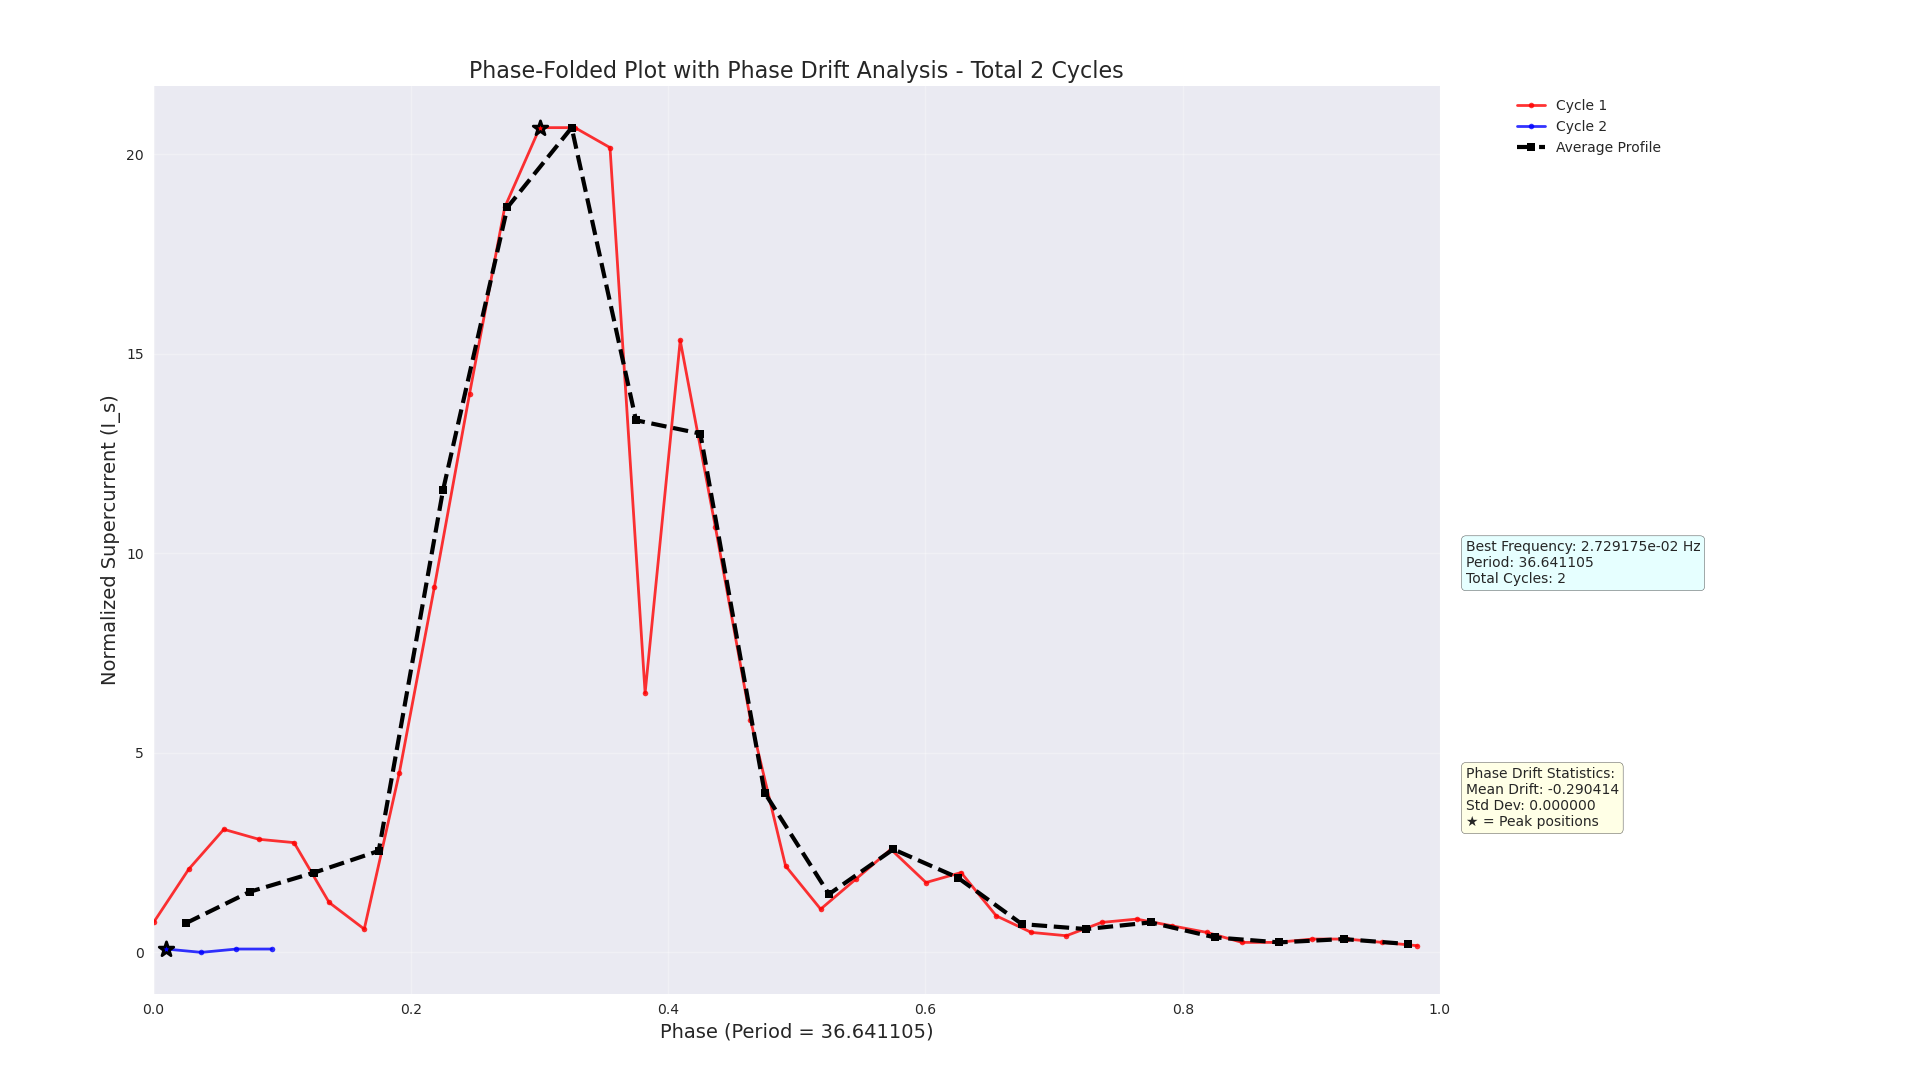 Phase-Folded Plot with Phase Drift Analysis - Total 2 Cycles
Cycle 1
Cycle 2
Average Profile
Normalized Supercurrent (I_s)
20
15
10
5
0
0.0
0.2
0.4
0.6
0.8
1.0
Phase (Period = 36.641105)
Best Frequency: 2.729175e-02 Hz
Period: 36.641105
Total Cycles: 2
Phase Drift Statistics:
Mean Drift: -0.290414
Std Dev: 0.000000
★ = Peak positions